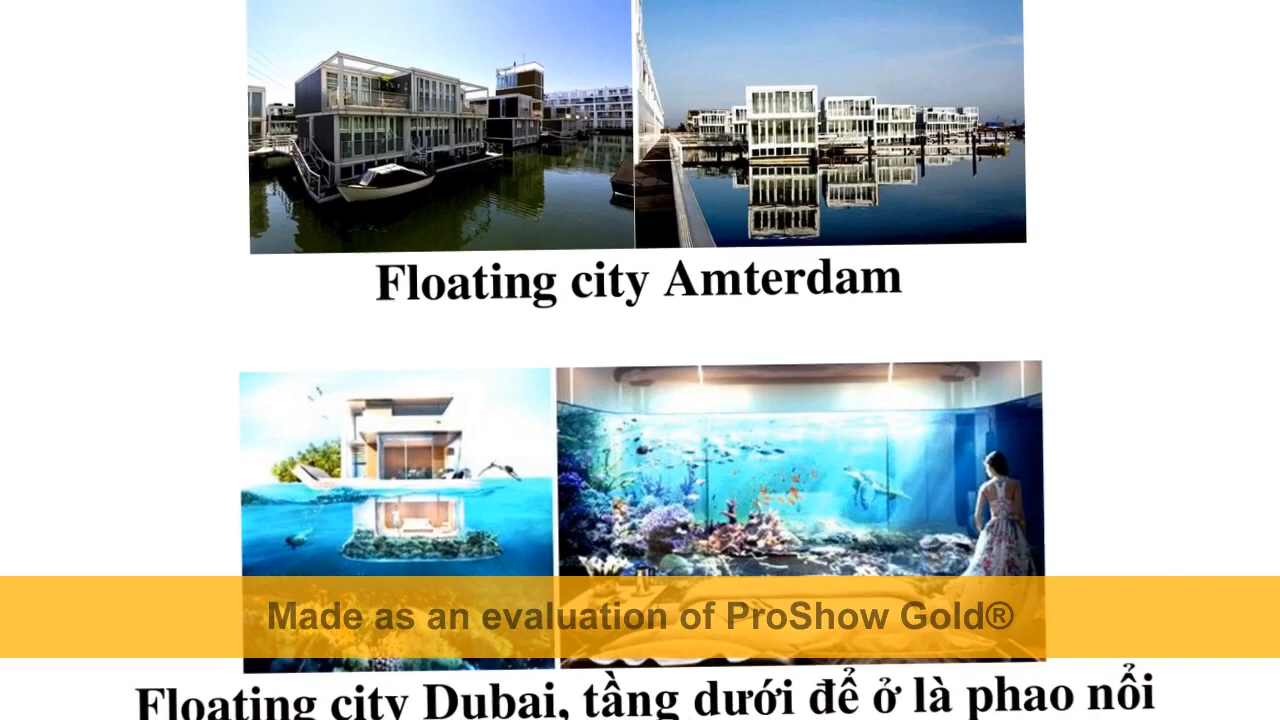 Floating city Amterdam
Made as an evaluation of ProShow Gold®
Floating city Dubai, tầng dưới để ở là phao nổi